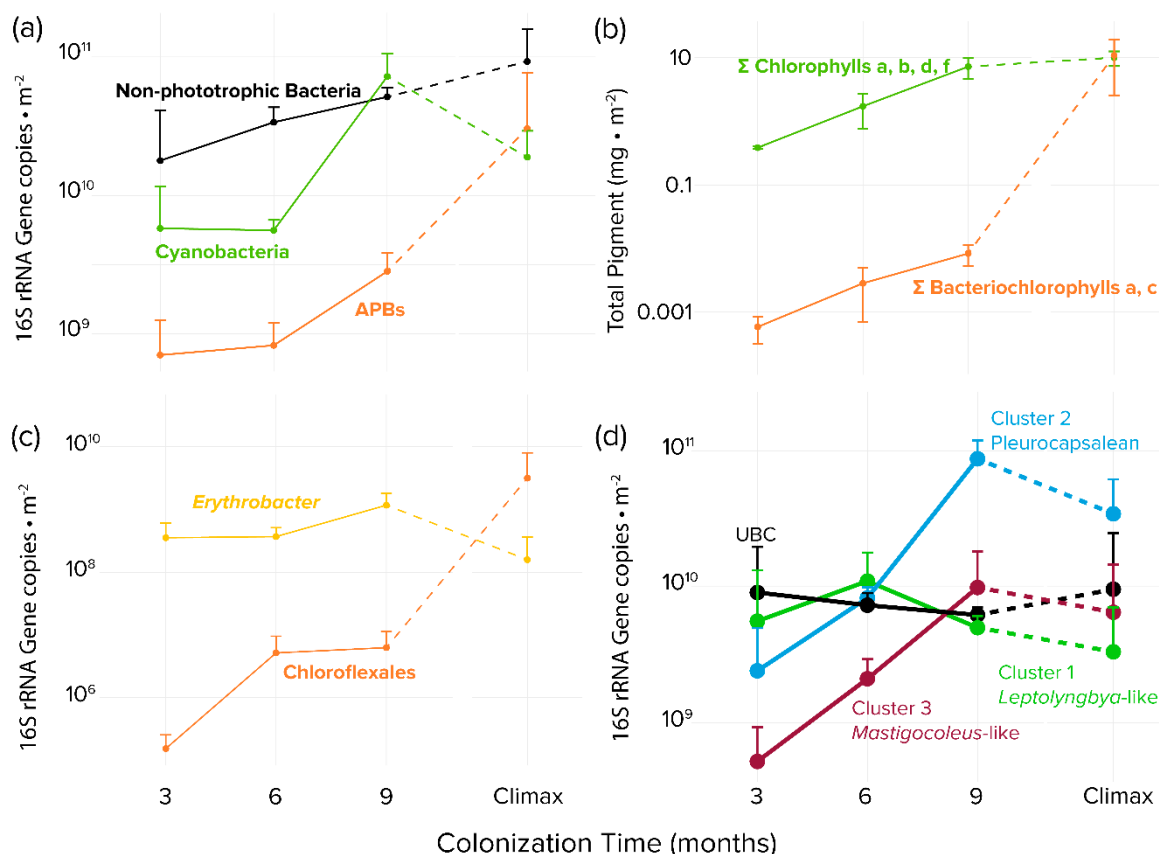 (a)
16S rRNA Gene copies • m⁻²
10¹¹
10¹⁰
10⁹
Non-phototrophic Bacteria
Cyanobacteria
APBs
(b)
Total Pigment (mg • m⁻²)
10
0.1
0.001
Σ Chlorophylls a, b, d, f
Σ Bacteriochlorophylls a, c
(c)
16S rRNA Gene copies • m⁻²
10¹⁰
10⁸
10⁶
Erythrobacter
Chloroflexales
3
6
9
Climax
(d)
16S rRNA Gene copies • m⁻²
10¹¹
10¹⁰
10⁹
Cluster 2
Pleurocapsalean
UBC
Cluster 1
Leptolyngbya-like
Cluster 3
Mastigocoleus-like
3
6
9
Climax
Colonization Time (months)